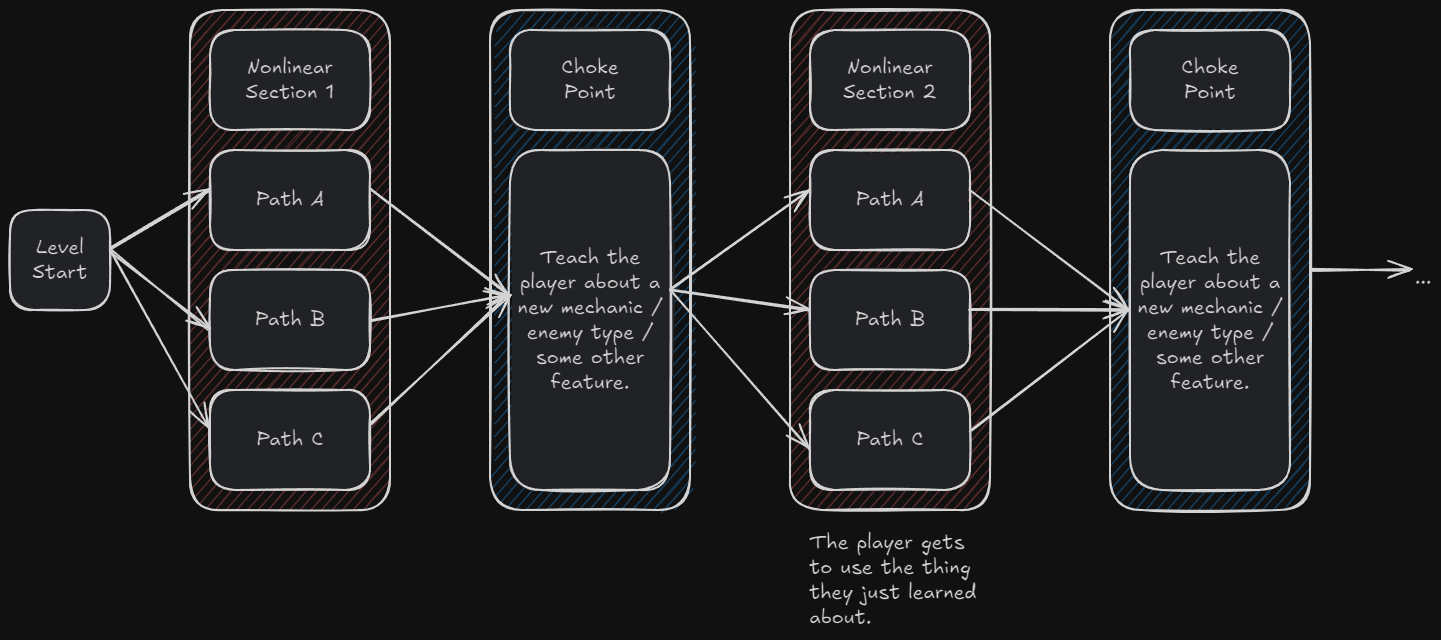 Level
Start
Nonlinear
Section 1
Path A
Path B
Path C
Choke
Point
Teach the
player about a
new mechanic /
enemy type /
some other
feature.
Nonlinear
Section 2
Path A
Path B
Path C
The player gets
to use the thing
they just learned
about.
Choke
Point
Teach the
player about a
new mechanic /
enemy type /
some other
feature.
...